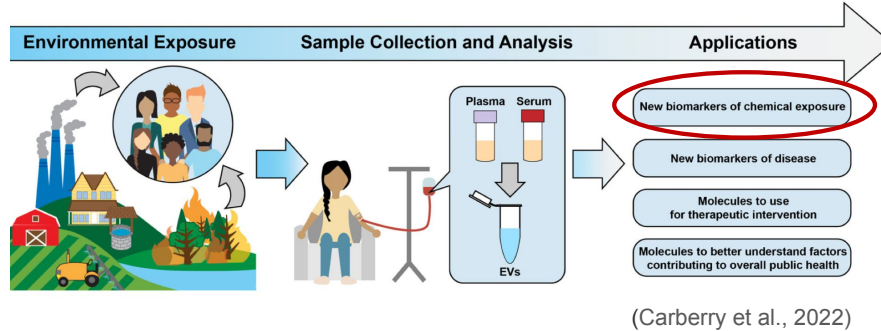 Environmental Exposure
Sample Collection and Analysis
Applications
Plasma
Serum
EVs
New biomarkers of chemical exposure
New biomarkers of disease
Molecules to use
for therapeutic intervention
Molecules to better understand factors
contributing to overall public health
(Carberry et al., 2022)